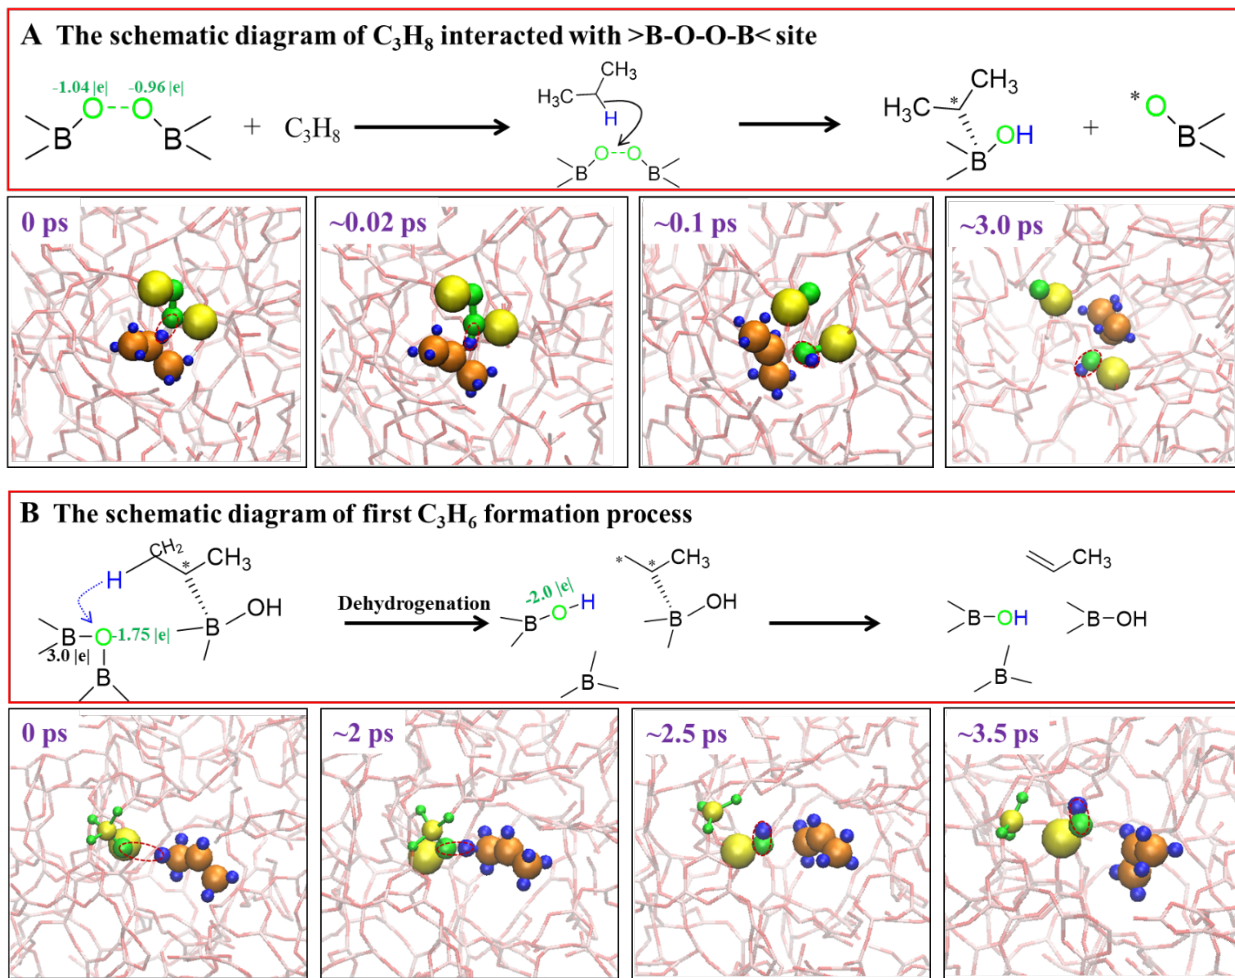 A The schematic diagram of C₃H₈ interacted with >B-O-O-B< site
-1.04 |e| -0.96 |e|
O O
B B
+
C₃H₈
CH₃
H₃C
H
O O
B B
CH₃
H₃C *
OH
B
+
* O
B
0 ps
~0.02 ps
~0.1 ps
~3.0 ps
B The schematic diagram of first C₃H₆ formation process
CH₂
* CH₃
H
OH
B O -1.75 |e| B
3.0 |e|
B
Dehydrogenation
-2.0 |e|
H
O
B
* * CH₃
OH
B
B
CH₃
B OH
B OH
B
0 ps
~2 ps
~2.5 ps
~3.5 ps